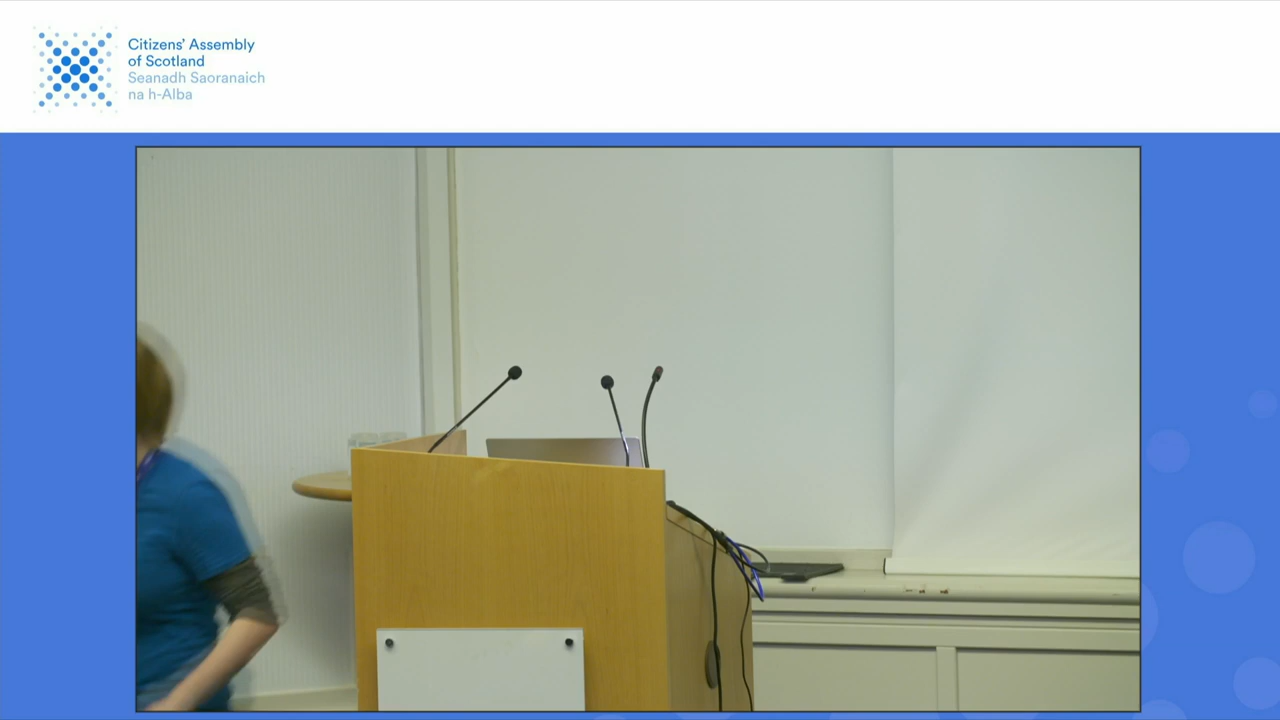 Citizens’ Assembly
of Scotland
Seanadh Saoranaich
na h-Alba